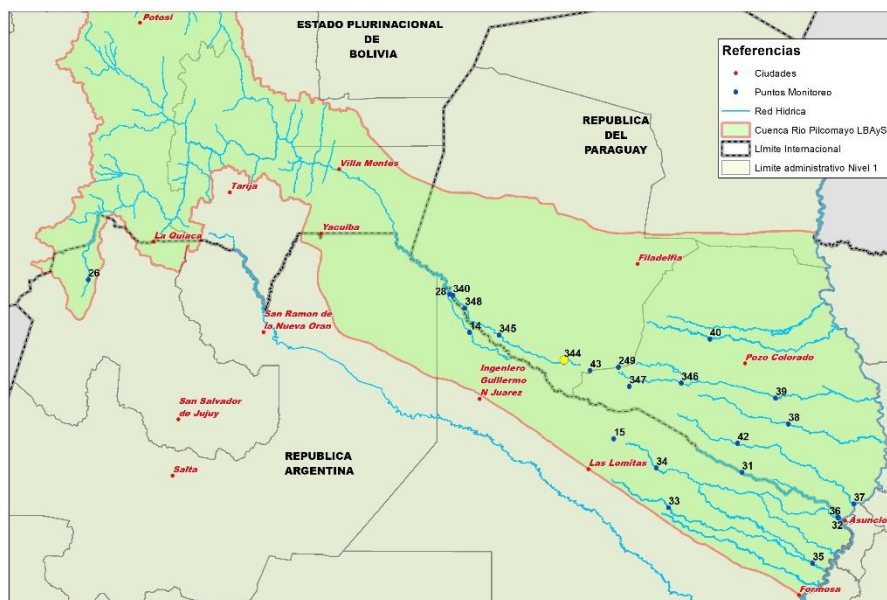 Potosi
ESTADO PLURINACIONAL
DE
BOLIVIA
Referencias
Ciudades
Puntos Monitoreo
Red Hidrica
Cuenca Rio Pilcomayo LBAyS
Límite Internacional
Limite administrativo Nivel 1
REPUBLICA
DEL
PARAGUAY
Villa Montes
Tarija
La Quiaca
Yacuiba
Filadelfia
26
28
340
348
San Ramon de
la Nueva Oran
14
345
40
344
43
249
Pozo Colorado
347
346
Ingeniero
Guillermo
N Juarez
39
San Salvador
de Jujuy
38
15
42
REPUBLICA
ARGENTINA
Salta
Las Lomitas
34
31
33
37
36
32
Asuncio
35
Formosa